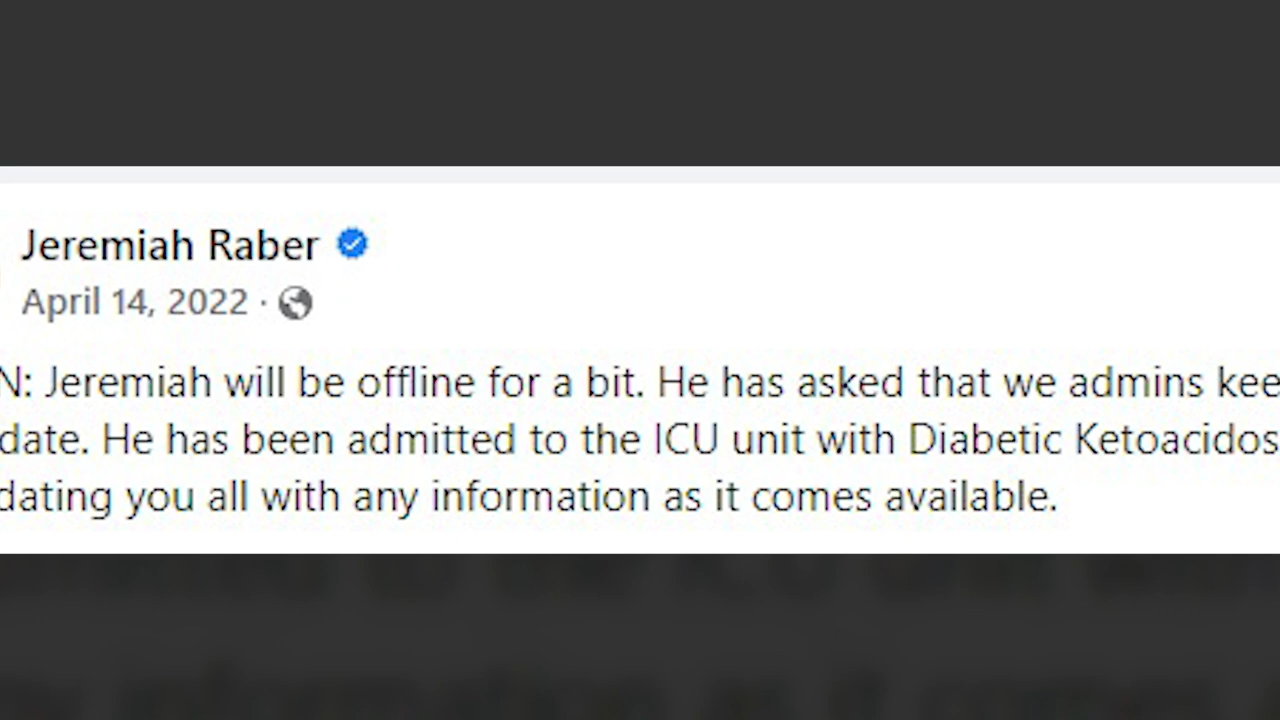 Jeremiah Raber
April 14, 2022 ·
N: Jeremiah will be offline for a bit. He has asked that we admins kee
date. He has been admitted to the ICU unit with Diabetic Ketoacidos
dating you all with any information as it comes available.